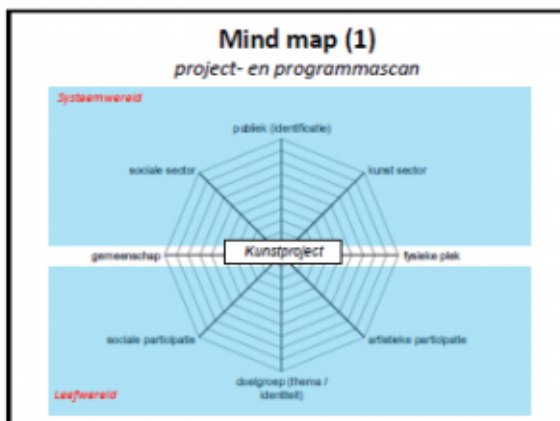 Mind map (1)
project- en programmascan
Systeemwereld
publiek (identificatie)
sociale sector
kunst sector
gemeenschap
Kunstproject
fysieke plek
sociale participatie
artistieke participatie
doelgroep (thema /
identiteit)
Leefwereld